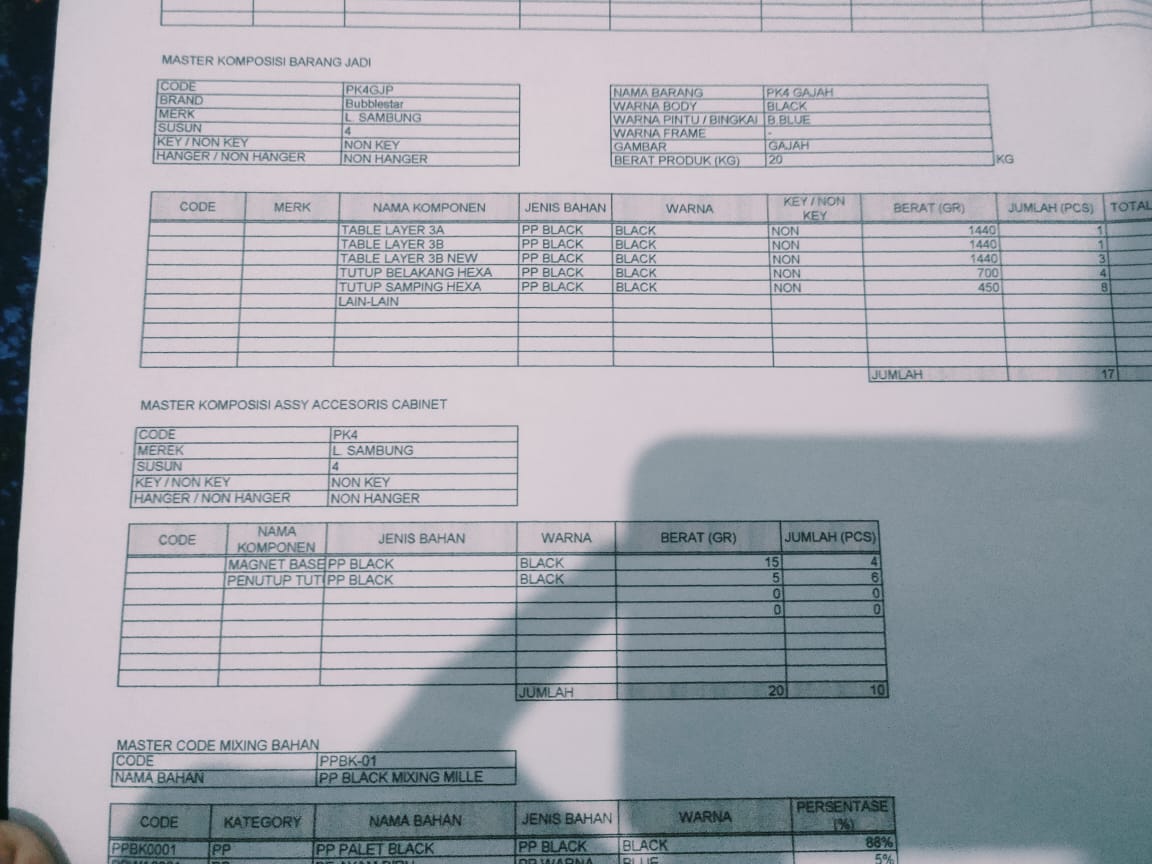 MASTER KOMPOSISI BARANG JADI
CODE PK4GJP
BRAND Bubblestar
MERK L. SAMBUNG
SUSUN 4
KEY / NON KEY NON KEY
HANGER / NON HANGER NON HANGER
NAMA BARANG PK4 GAJAH
WARNA BODY BLACK
WARNA PINTU / BINGKAI B.BLUE
WARNA FRAME -
GAMBAR GAJAH
BERAT PRODUK (KG) 20 KG
CODE MERK NAMA KOMPONEN JENIS BAHAN WARNA KEY / NON KEY BERAT (GR) JUMLAH (PCS) TOTAL
TABLE LAYER 3A PP BLACK BLACK NON 1440 1
TABLE LAYER 3B PP BLACK BLACK NON 1440 1
TABLE LAYER 3B NEW PP BLACK BLACK NON 1440 3
TUTUP BELAKANG HEXA PP BLACK BLACK NON 700 4
TUTUP SAMPING HEXA PP BLACK BLACK NON 450 8
LAIN-LAIN
JUMLAH 17
MASTER KOMPOSISI ASSY ACCESORIS CABINET
CODE PK4
MEREK L. SAMBUNG
SUSUN 4
KEY / NON KEY NON KEY
HANGER / NON HANGER NON HANGER
CODE NAMA KOMPONEN JENIS BAHAN WARNA BERAT (GR) JUMLAH (PCS)
MAGNET BASE PP BLACK BLACK 15 4
PENUTUP TUT PP BLACK BLACK 5 6
0 0
0 0
JUMLAH 20 10
MASTER CODE MIXING BAHAN
CODE PPBK-01
NAMA BAHAN PP BLACK MIXING MILLE
CODE KATEGORY NAMA BAHAN JENIS BAHAN WARNA PERSENTASE (%)
PPBK0001 PP PP PALET BLACK PP BLACK BLACK 88%
BLUE 5%